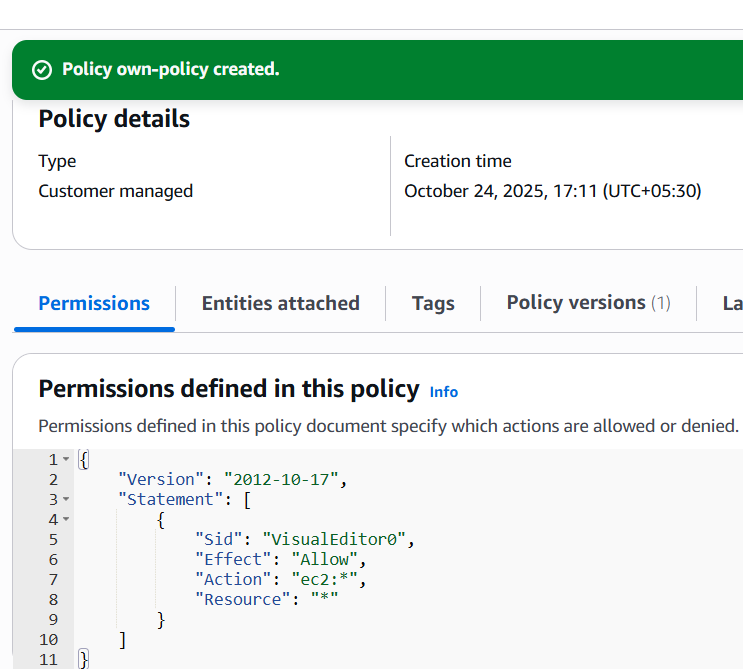 Policy own-policy created.
Policy details
Type
Customer managed
Creation time
October 24, 2025, 17:11 (UTC+05:30)
Permissions
Entities attached
Tags
Policy versions (1)
La
Permissions defined in this policy Info
Permissions defined in this policy document specify which actions are allowed or denied.
1 {
2 "Version": "2012-10-17",
3 "Statement": [
4 {
5 "Sid": "VisualEditor0",
6 "Effect": "Allow",
7 "Action": "ec2:*",
8 "Resource": "*"
9 }
10 ]
11 }